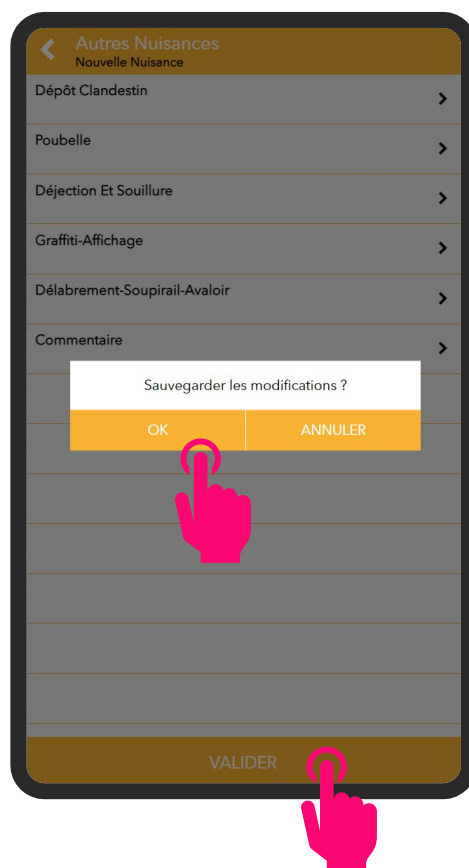 Autres Nuisances
Nouvelle Nuisance
Dépôt Clandestin
Poubelle
Déjection Et Souillure
Graffiti-Affichage
Délabrement-Soupirail-Avaloir
Commentaire
Sauvegarder les modifications ?
OK ANNULER
VALIDER